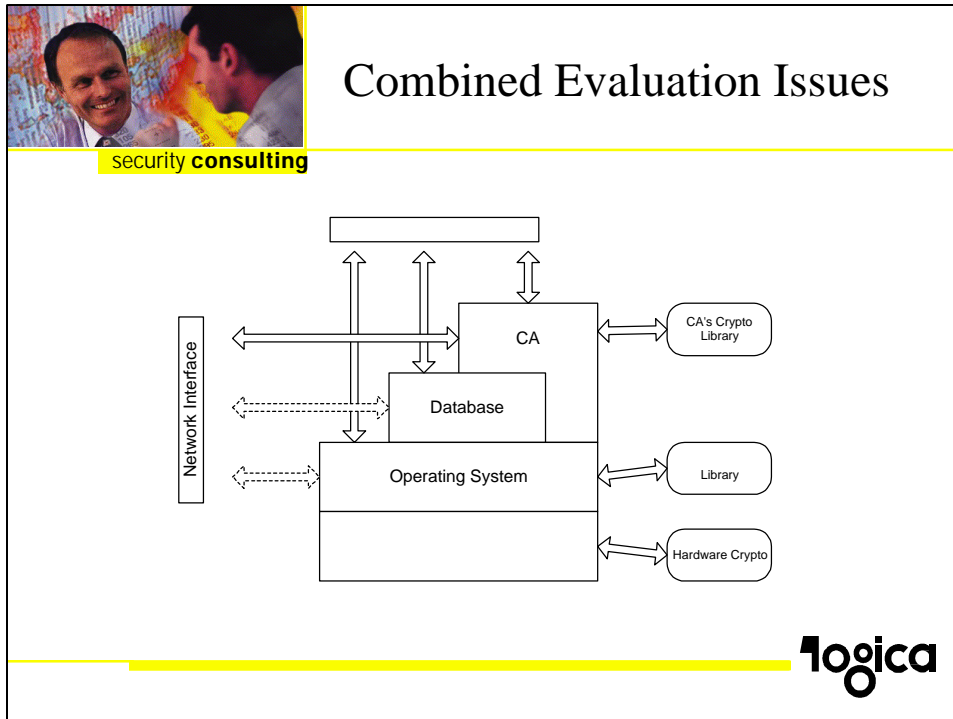 Combined Evaluation Issues
security consulting
CA
CA's Crypto
Library
Network Interface
Database
Operating System
Library
Hardware Crypto
logica